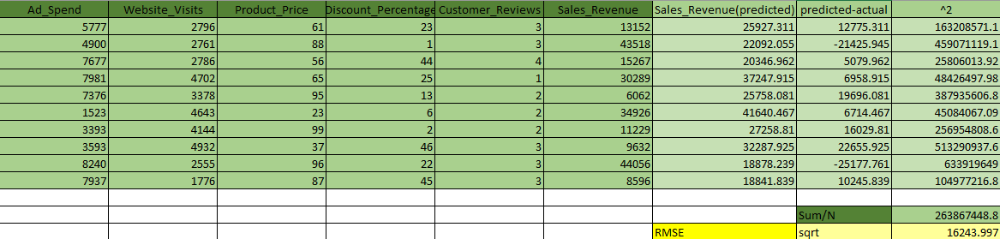 Ad_Spend Website_Visits Product_Price Discount_Percentage Customer_Reviews Sales_Revenue Sales_Revenue(predicted) predicted-actual ^2
5777 2796 61 23 3 13152 25927.311 12775.311 163208571.1
4900 2761 88 1 3 43518 22092.055 -21425.945 459071119.1
7677 2786 56 44 4 15267 20346.962 5079.962 25806013.92
7981 4702 65 25 1 30289 37247.915 6958.915 48426497.98
7376 3378 95 13 2 6062 25758.081 19696.081 387935606.8
1523 4643 23 6 2 34926 41640.467 6714.467 45084067.09
3393 4144 99 2 2 11229 27258.81 16029.81 256954808.6
3593 4932 37 46 3 9632 32287.925 22655.925 513290937.6
8240 2555 96 22 3 44056 18878.239 -25177.761 633919649
7937 1776 87 45 3 8596 18841.839 10245.839 104977216.8
Sum/N 263867448.8
RMSE sqrt 16243.997